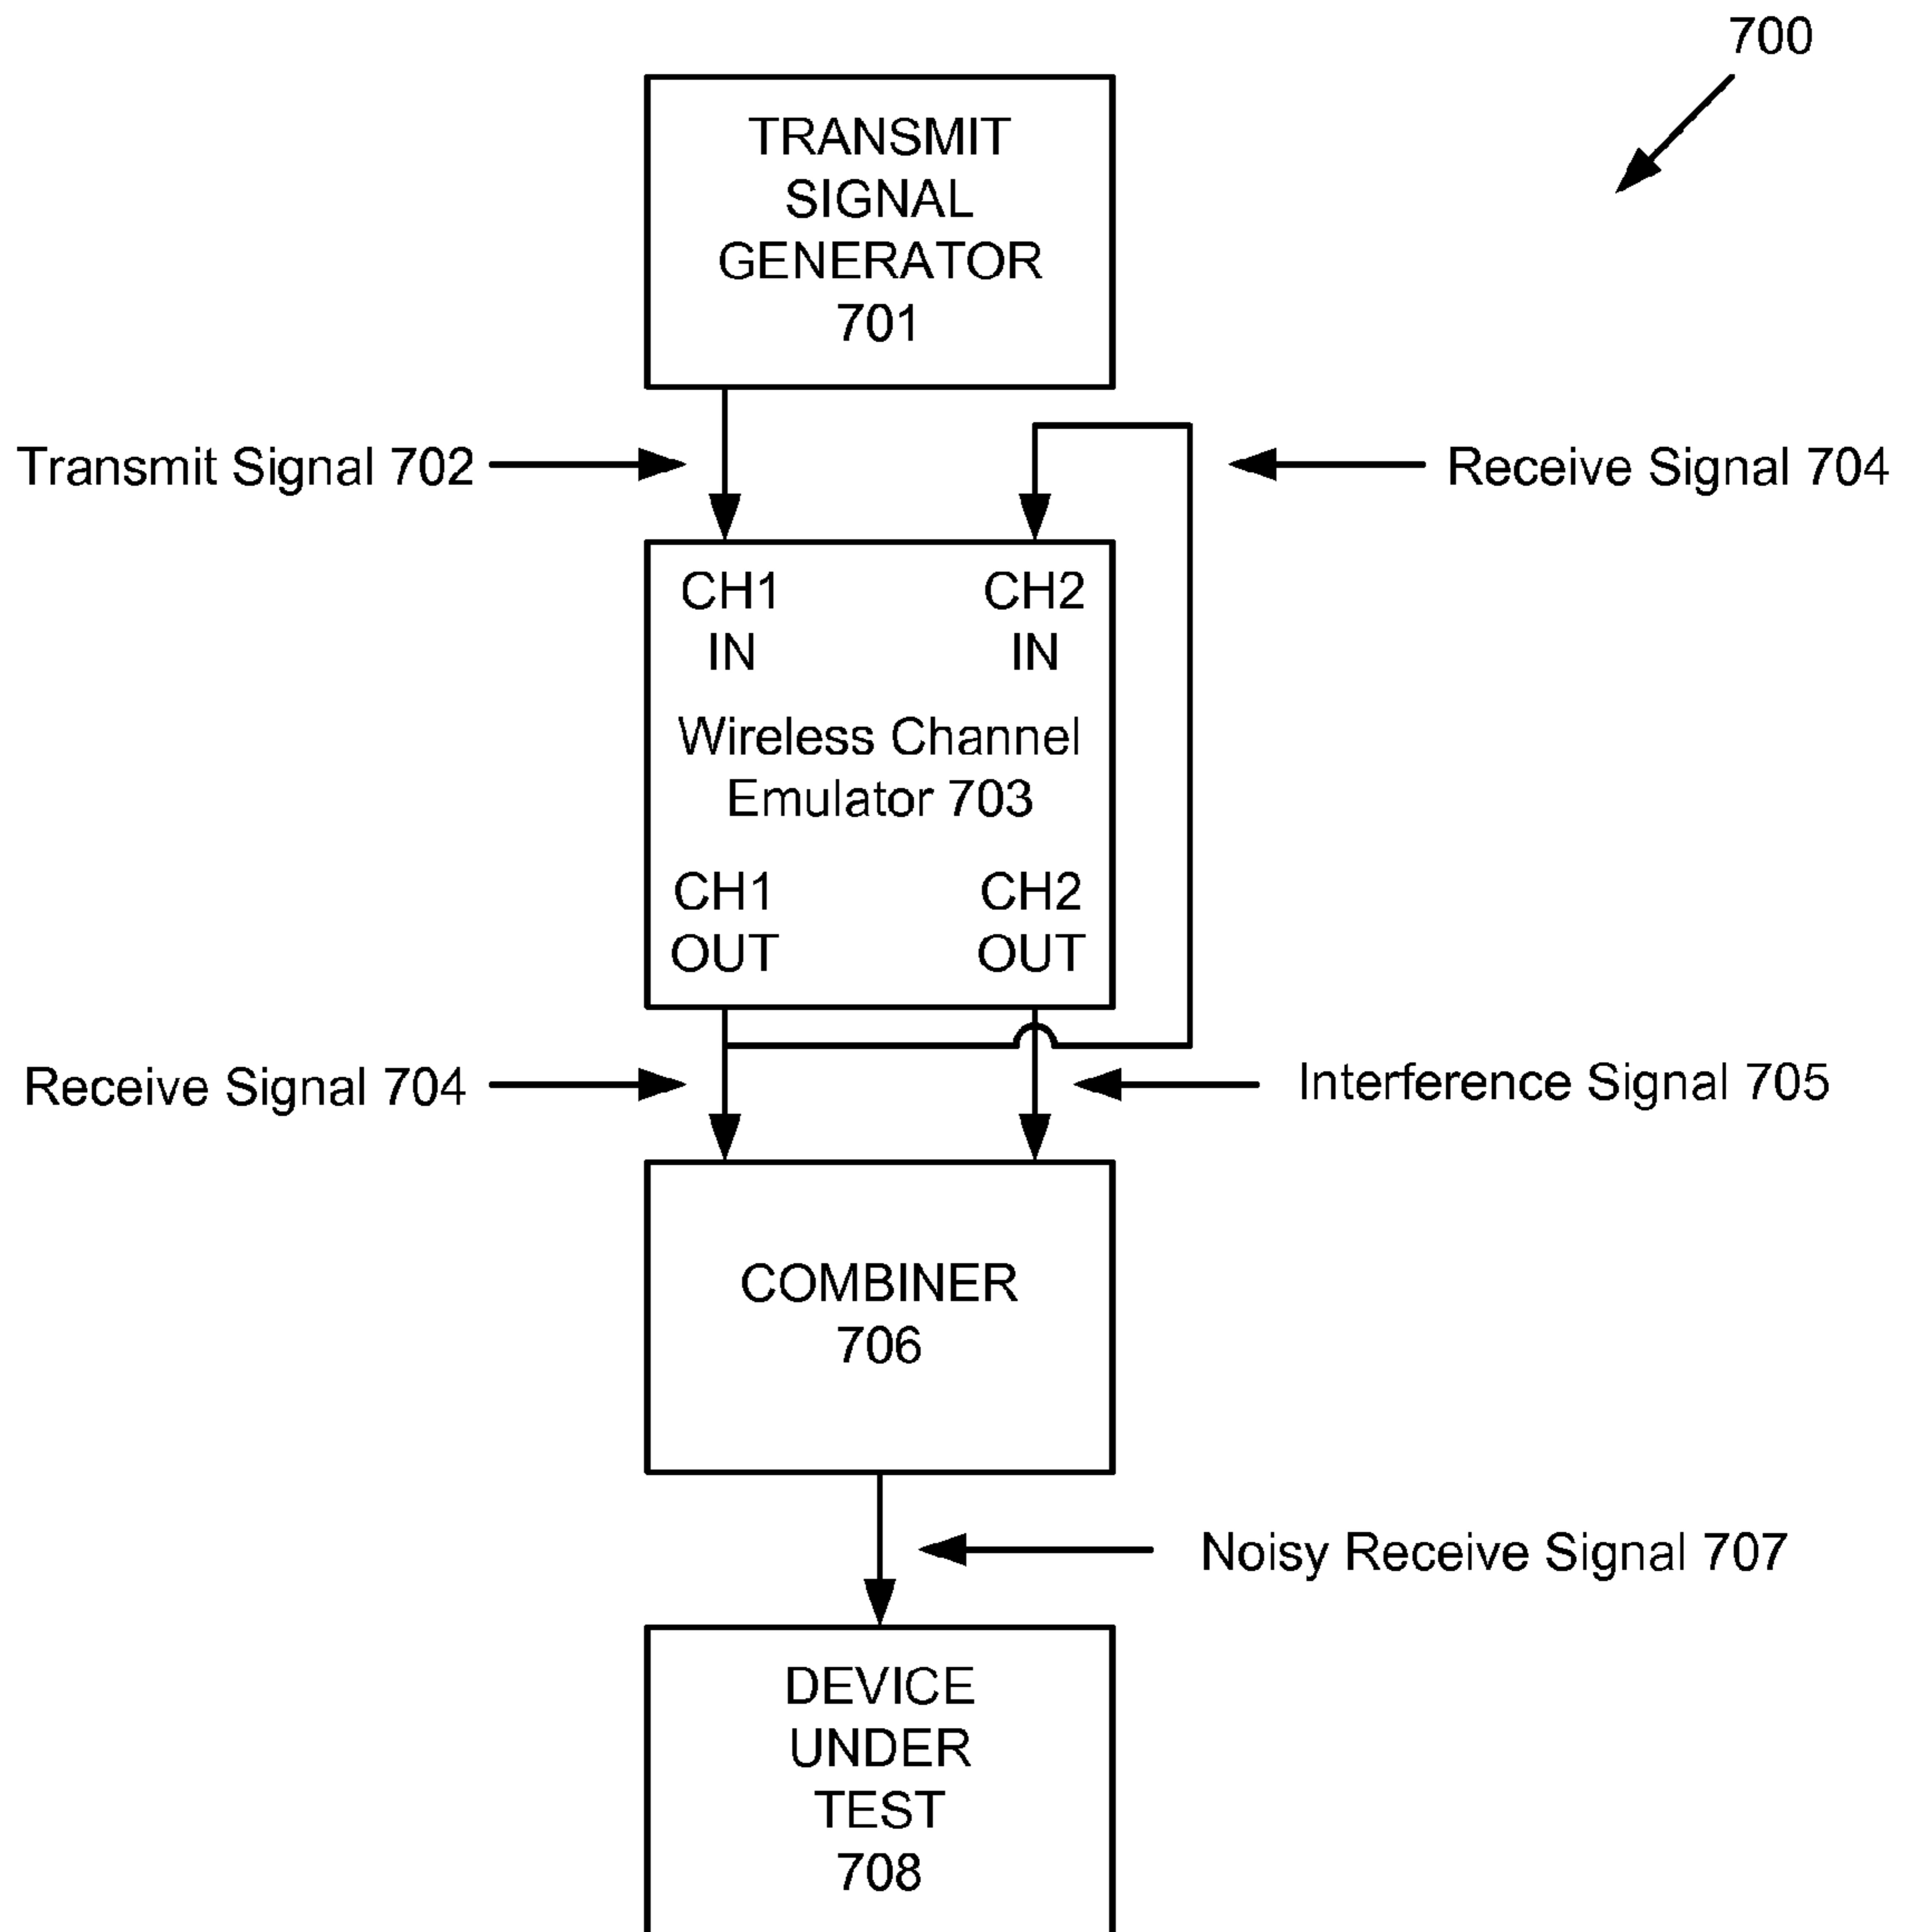 700
TRANSMIT
SIGNAL
GENERATOR
701
Transmit Signal 702
Receive Signal 704
CH1
IN
CH2
IN
Wireless Channel
Emulator 703
CH1
OUT
CH2
OUT
Receive Signal 704
Interference Signal 705
COMBINER
706
Noisy Receive Signal 707
DEVICE
UNDER
TEST
708